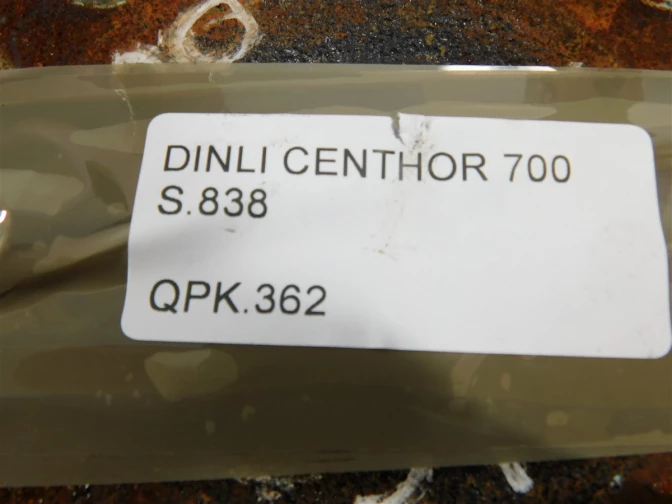 DINLI CENTHOR 700
S.838
QPK.362